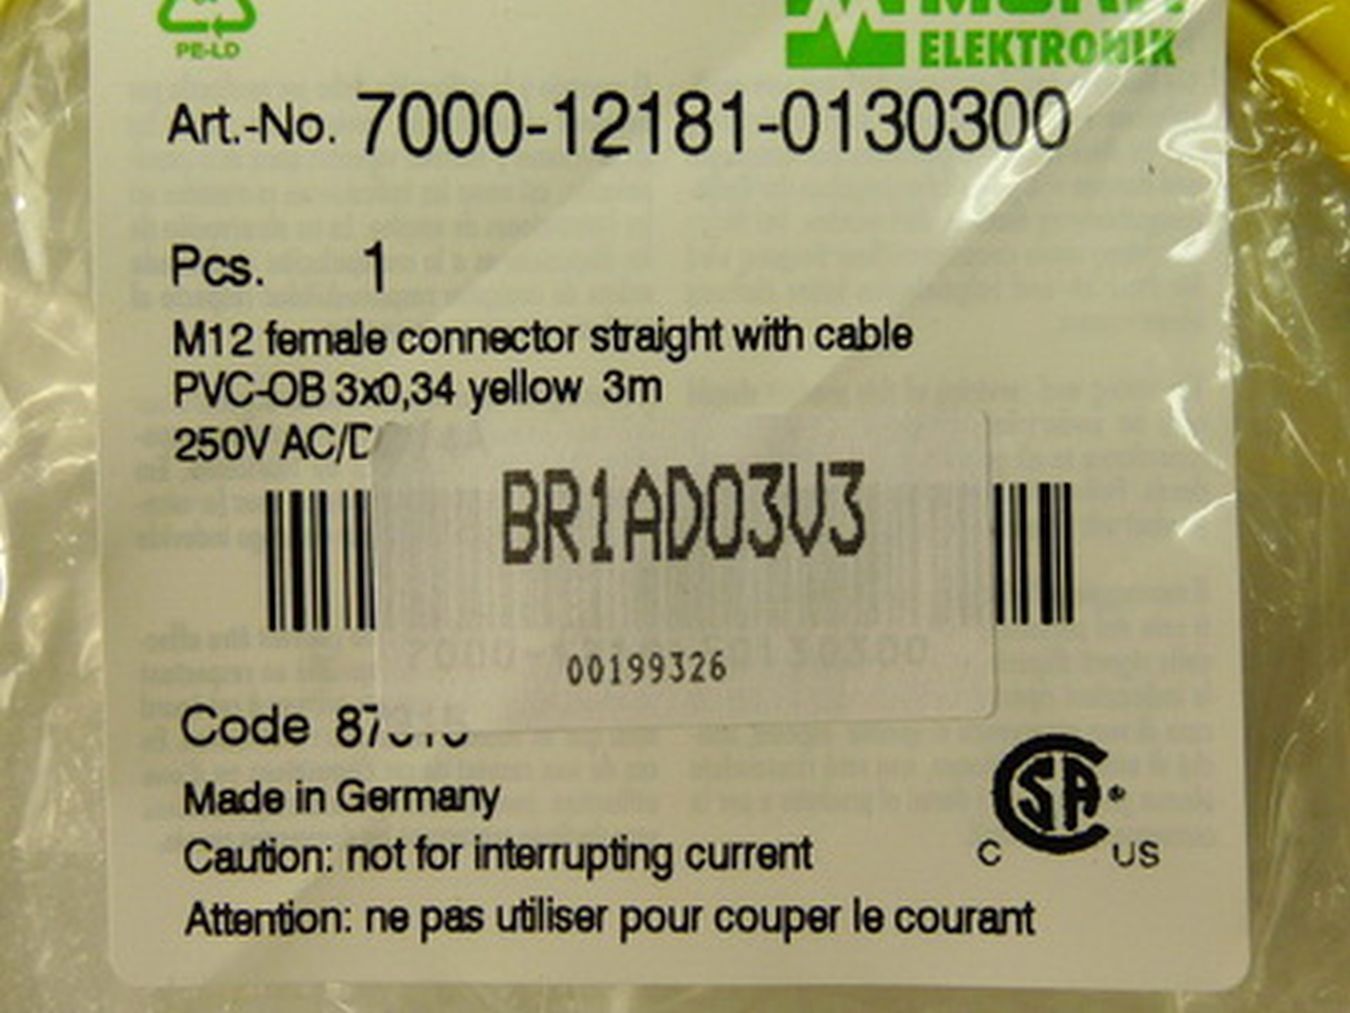 PE-LD
MURR
ELEKTRONIK
Art.-No. 7000-12181-0130300
Pcs. 1
M12 female connector straight with cable
PVC-OB 3x0,34 yellow 3m
250V AC/D
BR1AD03V3
00199326
Code
Made in Germany
Caution: not for interrupting current
Attention: ne pas utiliser pour couper le courant
CSA ®
C US